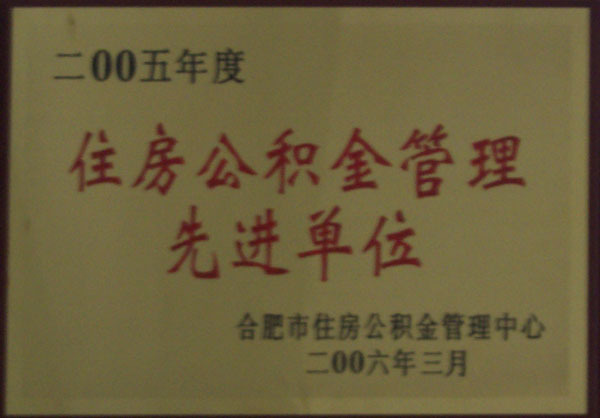 二00五年度
住房公积金管理
先进单位
合肥市住房公积金管理中心
二00六年三月